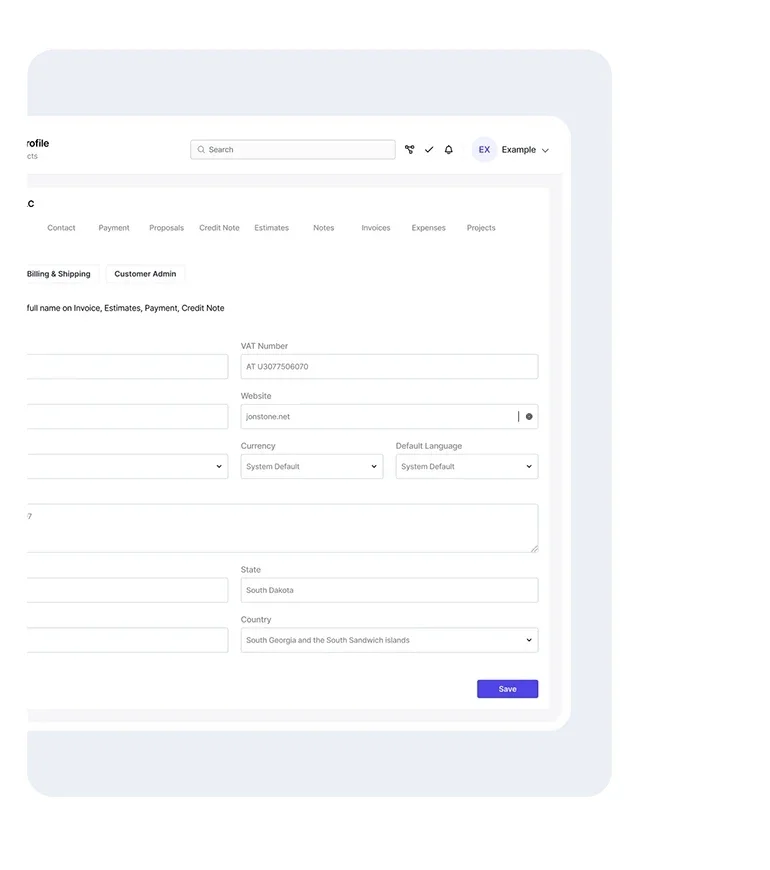 rofile
cts
Search
EX Example
LC
Contact Payment Proposals Credit Note Estimates Notes Invoices Expenses Projects
Billing & Shipping Customer Admin
full name on Invoice, Estimates, Payment, Credit Note
VAT Number
AT U3077506070
Website
jonstone.net
Currency Default Language
System Default System Default
7
State
South Dakota
Country
South Georgia and the South Sandwich islands
Save